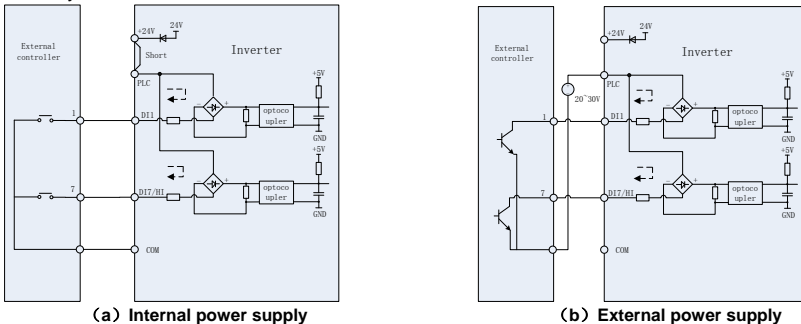 External
controller
+24V
24V
Short
Inverter
PLC
+5V
1
DI1
- +
optoco
upler
GND
+5V
7
DI7/HI
- +
optoco
upler
GND
COM
(a) Internal power supply
External
controller
+24V
24V
Inverter
PLC
20~30V
+5V
1
DI1
- +
optoco
upler
GND
+5V
7
DI7/HI
- +
optoco
upler
GND
COM
(b) External power supply